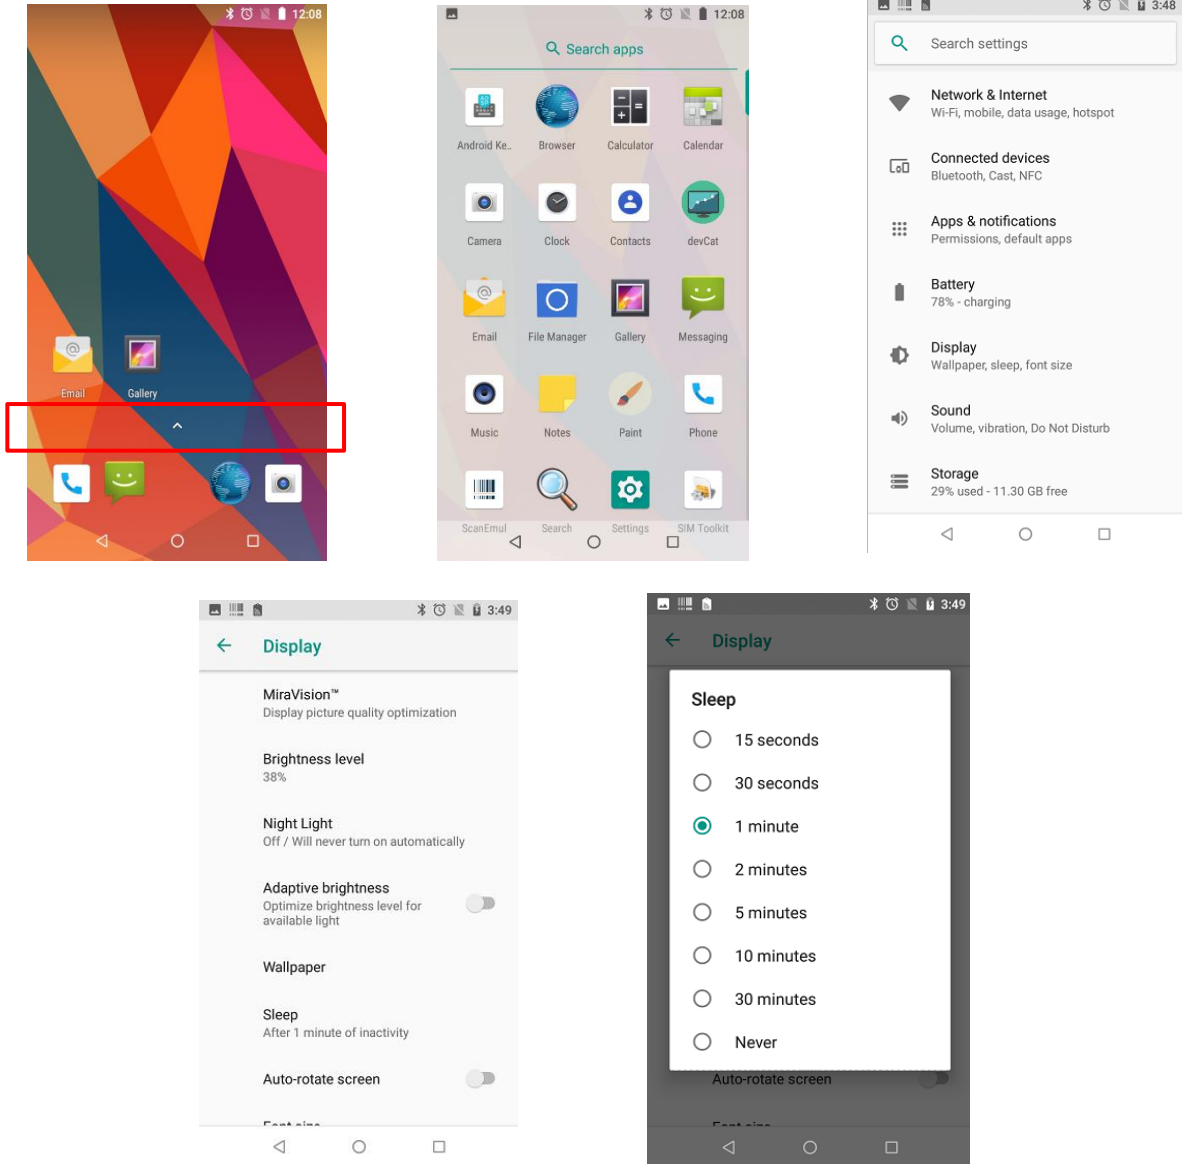 12:08
Email Gallery
12:08
Search apps
Android Ke.. Browser Calculator Calendar
Camera Clock Contacts devCat
Email File Manager Gallery Messaging
Music Notes Paint Phone
ScanEmul Search Settings SIM Toolkit
3:48
Search settings
Network & Internet
Wi-Fi, mobile, data usage, hotspot
Connected devices
Bluetooth, Cast, NFC
Apps & notifications
Permissions, default apps
Battery
78% - charging
Display
Wallpaper, sleep, font size
Sound
Volume, vibration, Do Not Disturb
Storage
29% used - 11.30 GB free
3:49
Display
MiraVision™
Display picture quality optimization
Brightness level
38%
Night Light
Off / Will never turn on automatically
Adaptive brightness
Optimize brightness level for
available light
Wallpaper
Sleep
After 1 minute of inactivity
Auto-rotate screen
Font size
3:49
Display
Sleep
15 seconds
30 seconds
1 minute
2 minutes
5 minutes
10 minutes
30 minutes
Never
Auto-rotate screen
Font size